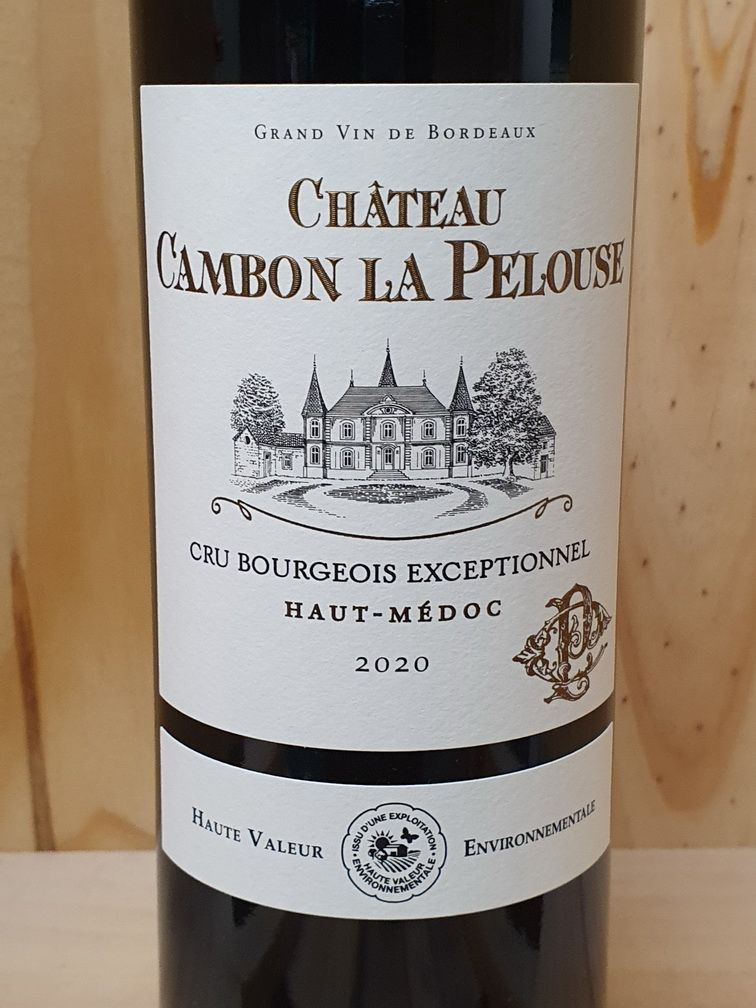 GRAND VIN DE BORDEAUX
CHÂTEAU
CAMBON LA PELOUSE
CRU BOURGEOIS EXCEPTIONNEL
HAUT-MÉDOC
2020
HAUTE VALEUR ENVIRONNEMENTALE
ISSU D'UNE EXPLOITATION
HAUTE VALEUR
ENVIRONNEMENTALE